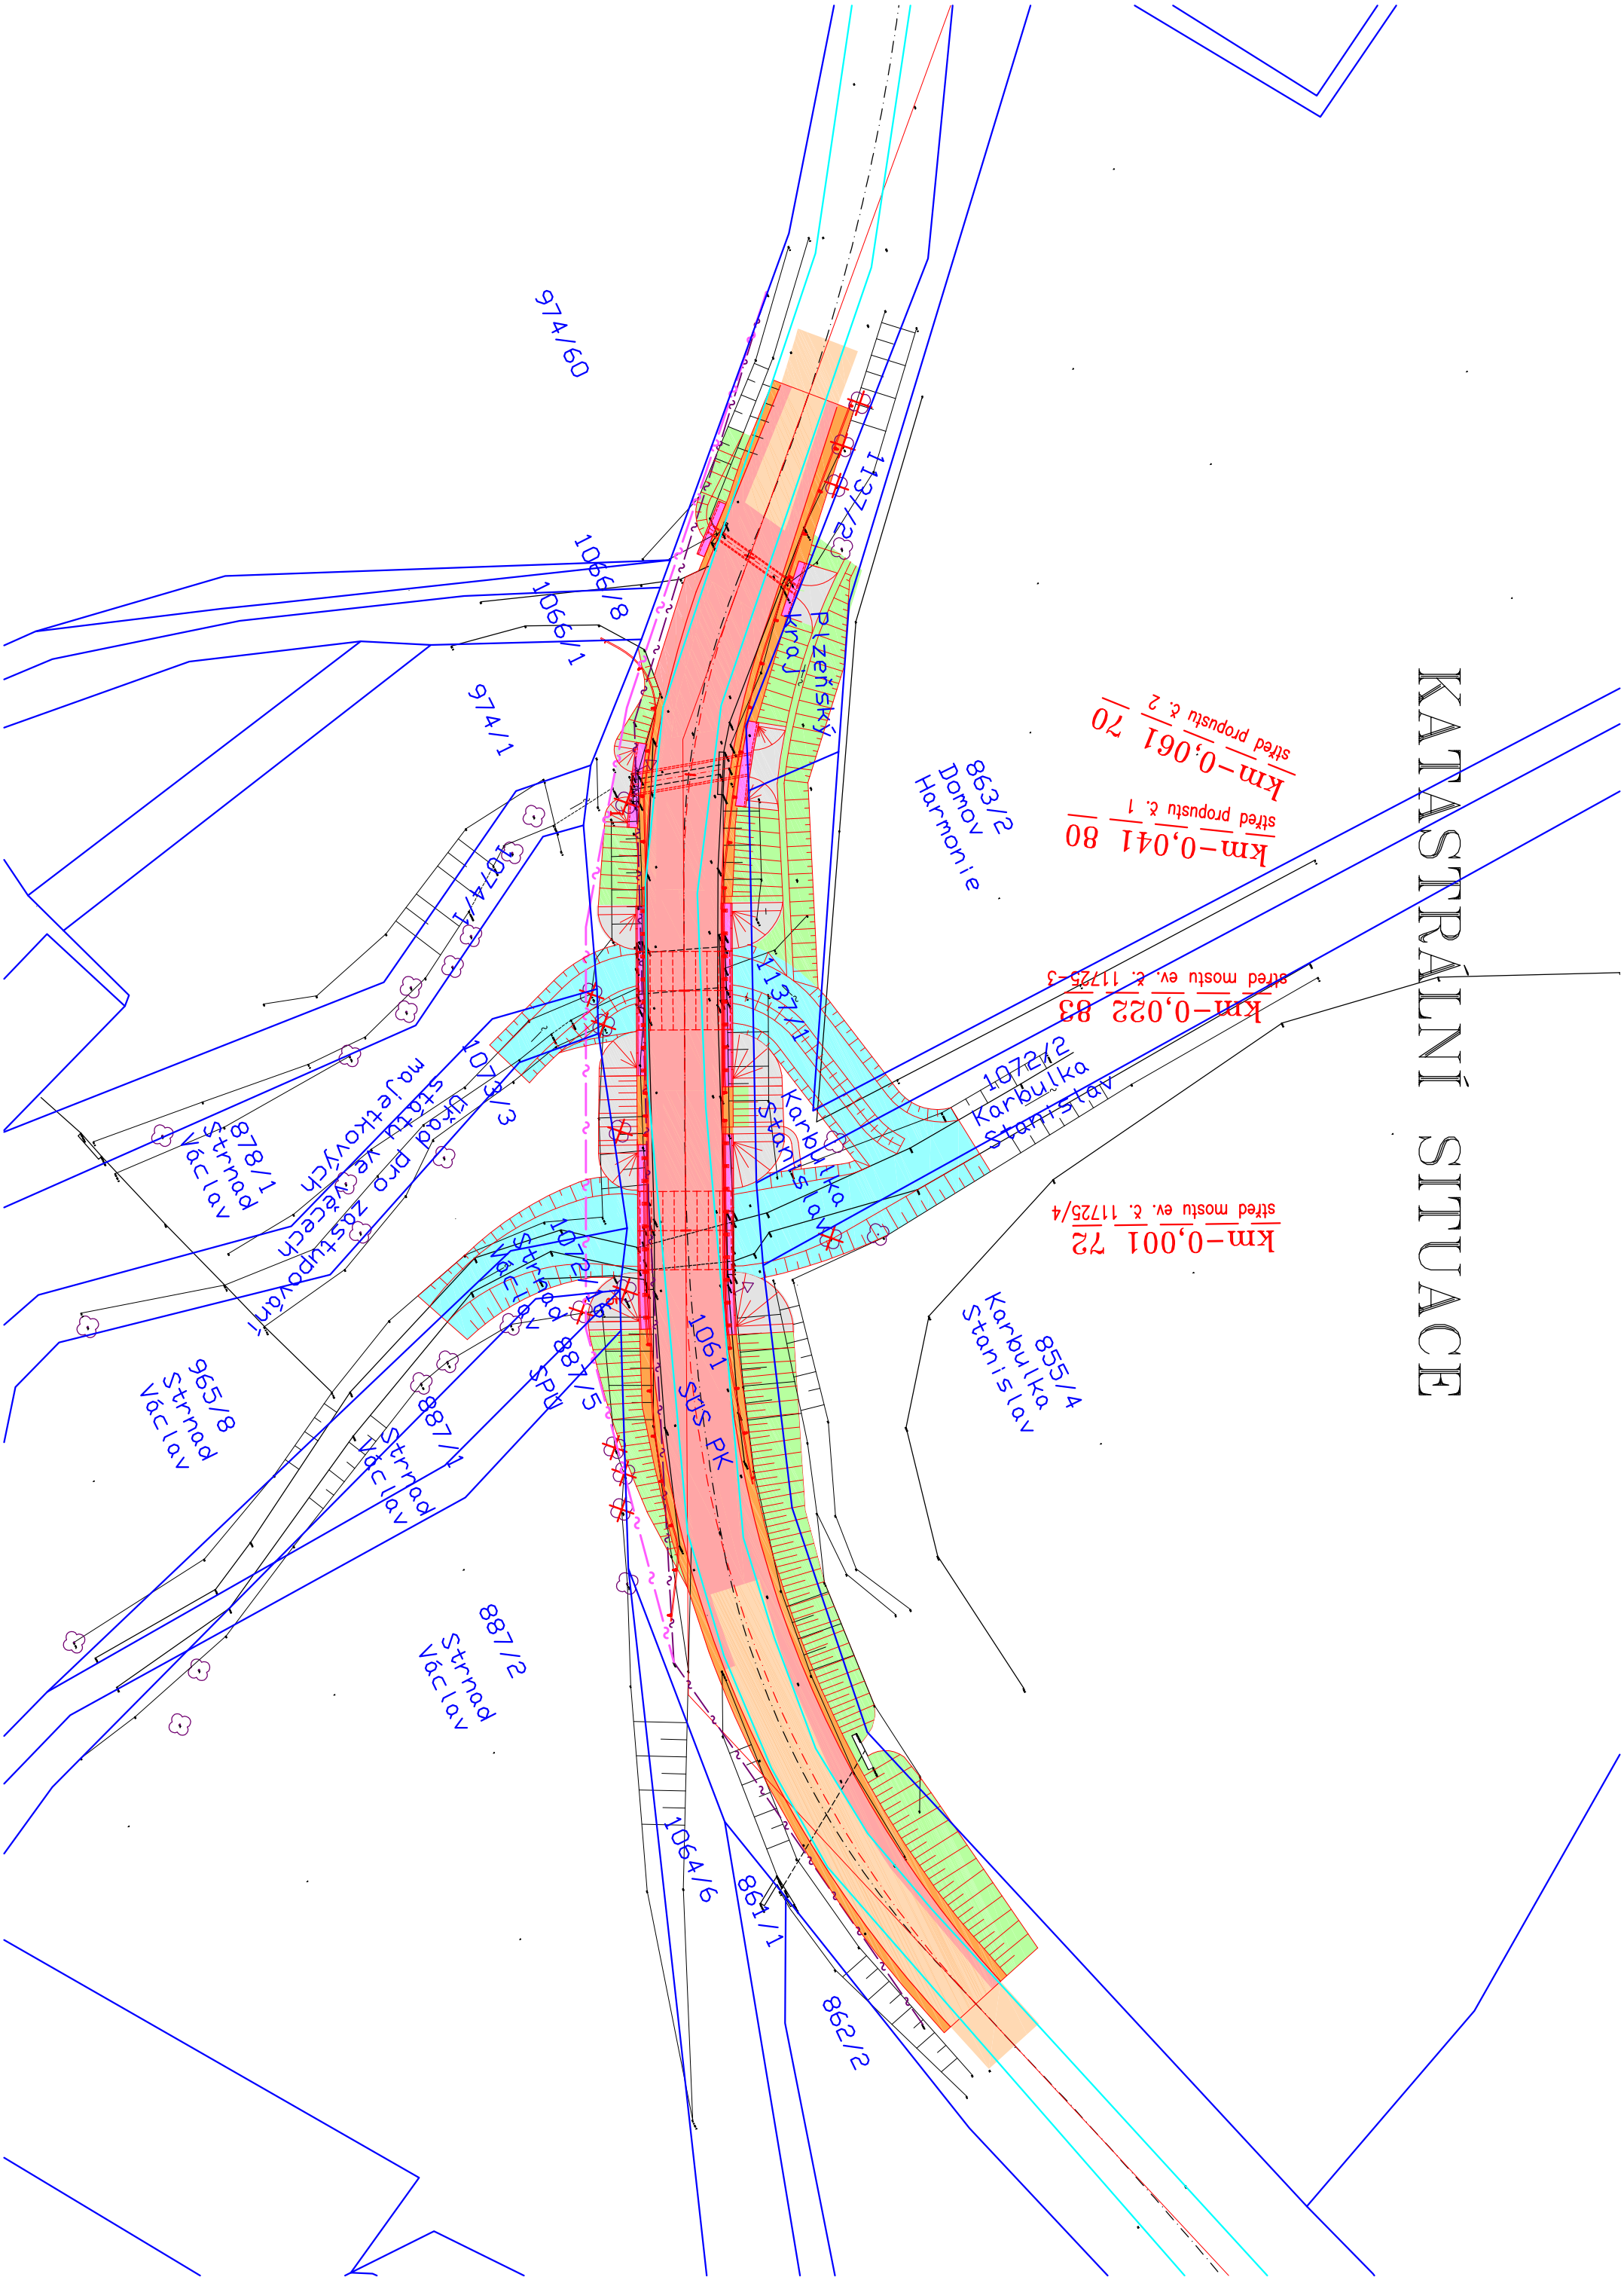 KATASTRÁLNÍ SITUACE
974/60
1137/2
1066/8
1066/1
Plzeňský
kraj
974/1
863/2
Domov
Harmonie
km-0,061 70
střed propustu č. 2
km-0,041 80
střed propustu č. 1
km-0,022 83
střed mostu ev. č. 11725-3
km-0,001 72
střed mostu ev. č. 11725/4
1074/1
1137/1
Karbulka
Stanislav
1072/2
Karbulka
Stanislav
1073/3
Úřad pro zastupování
státu ve věcech
majetkových
878/1
Strnad
Václav
1072/16
Strnad
Václav
887/5
SPÚ
1061
SÚS PK
855/4
Karbulka
Stanislav
965/8
Strnad
Václav
887/1
Strnad
Václav
887/2
Strnad
Václav
1064/6
861/1
862/2